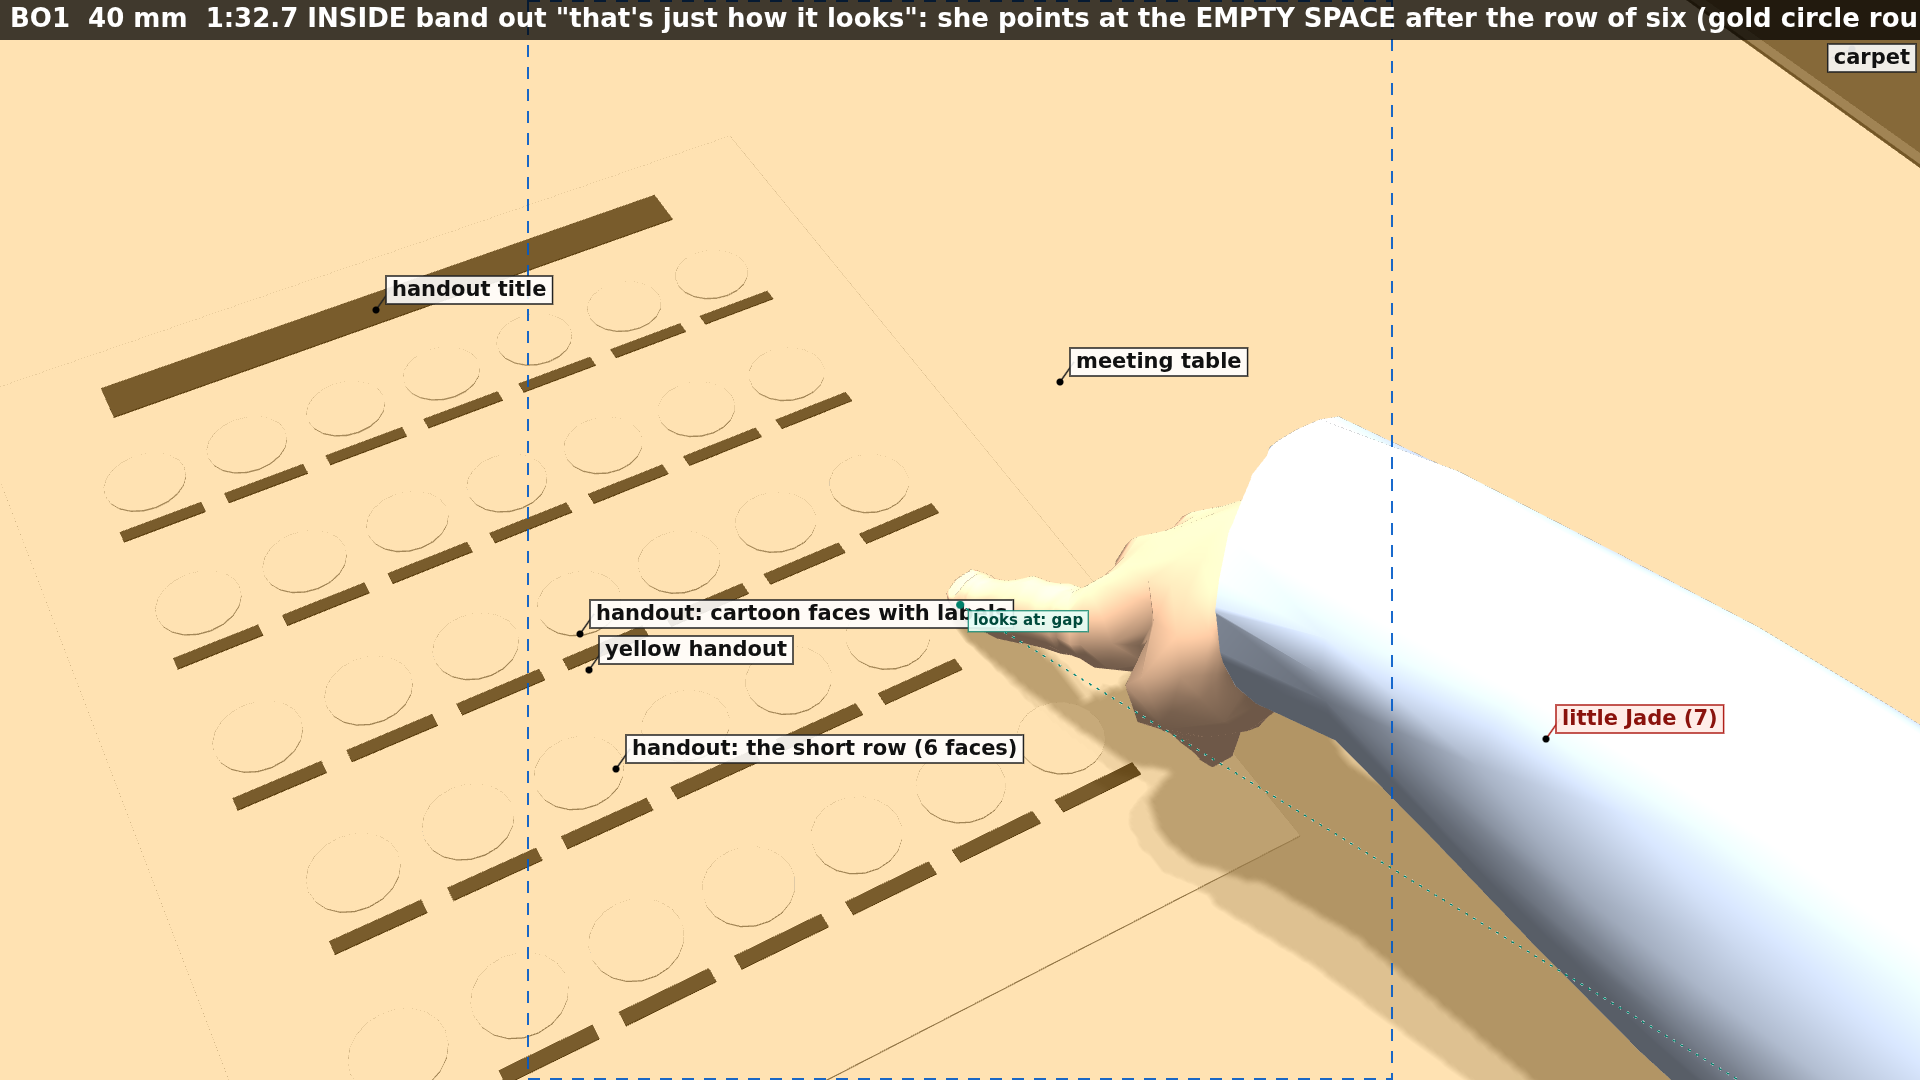 BO1 40 mm 1:32.7 INSIDE band out "that's just how it looks": she points at the EMPTY SPACE after the row of six (gold circle rou
carpet
handout title
meeting table
handout: cartoon faces with labels
looks at: gap
yellow handout
little Jade (7)
handout: the short row (6 faces)